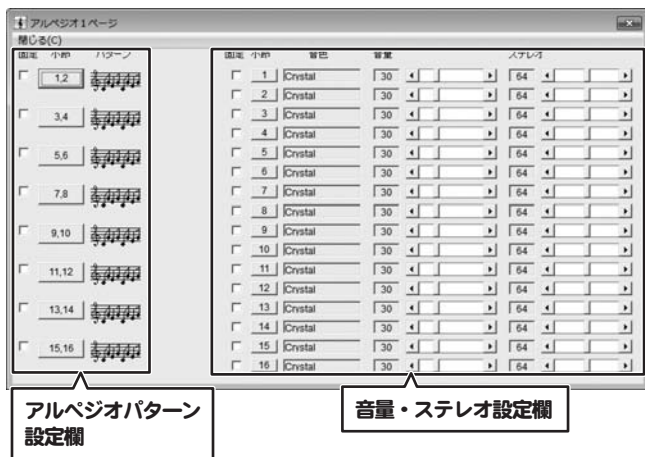 アルペジオ1ページ
閉じる(C)
固定 小節 パターン
1,2
3,4
5,6
7,8
9,10
11,12
13,14
15,16
固定 小節 音色 音量 ステレオ
1 Crystal 30 64
2 Crystal 30 64
3 Crystal 30 64
4 Crystal 30 64
5 Crystal 30 64
6 Crystal 30 64
7 Crystal 30 64
8 Crystal 30 64
9 Crystal 30 64
10 Crystal 30 64
11 Crystal 30 64
12 Crystal 30 64
13 Crystal 30 64
14 Crystal 30 64
15 Crystal 30 64
16 Crystal 30 64
アルペジオパターン
設定欄
音量・ステレオ設定欄